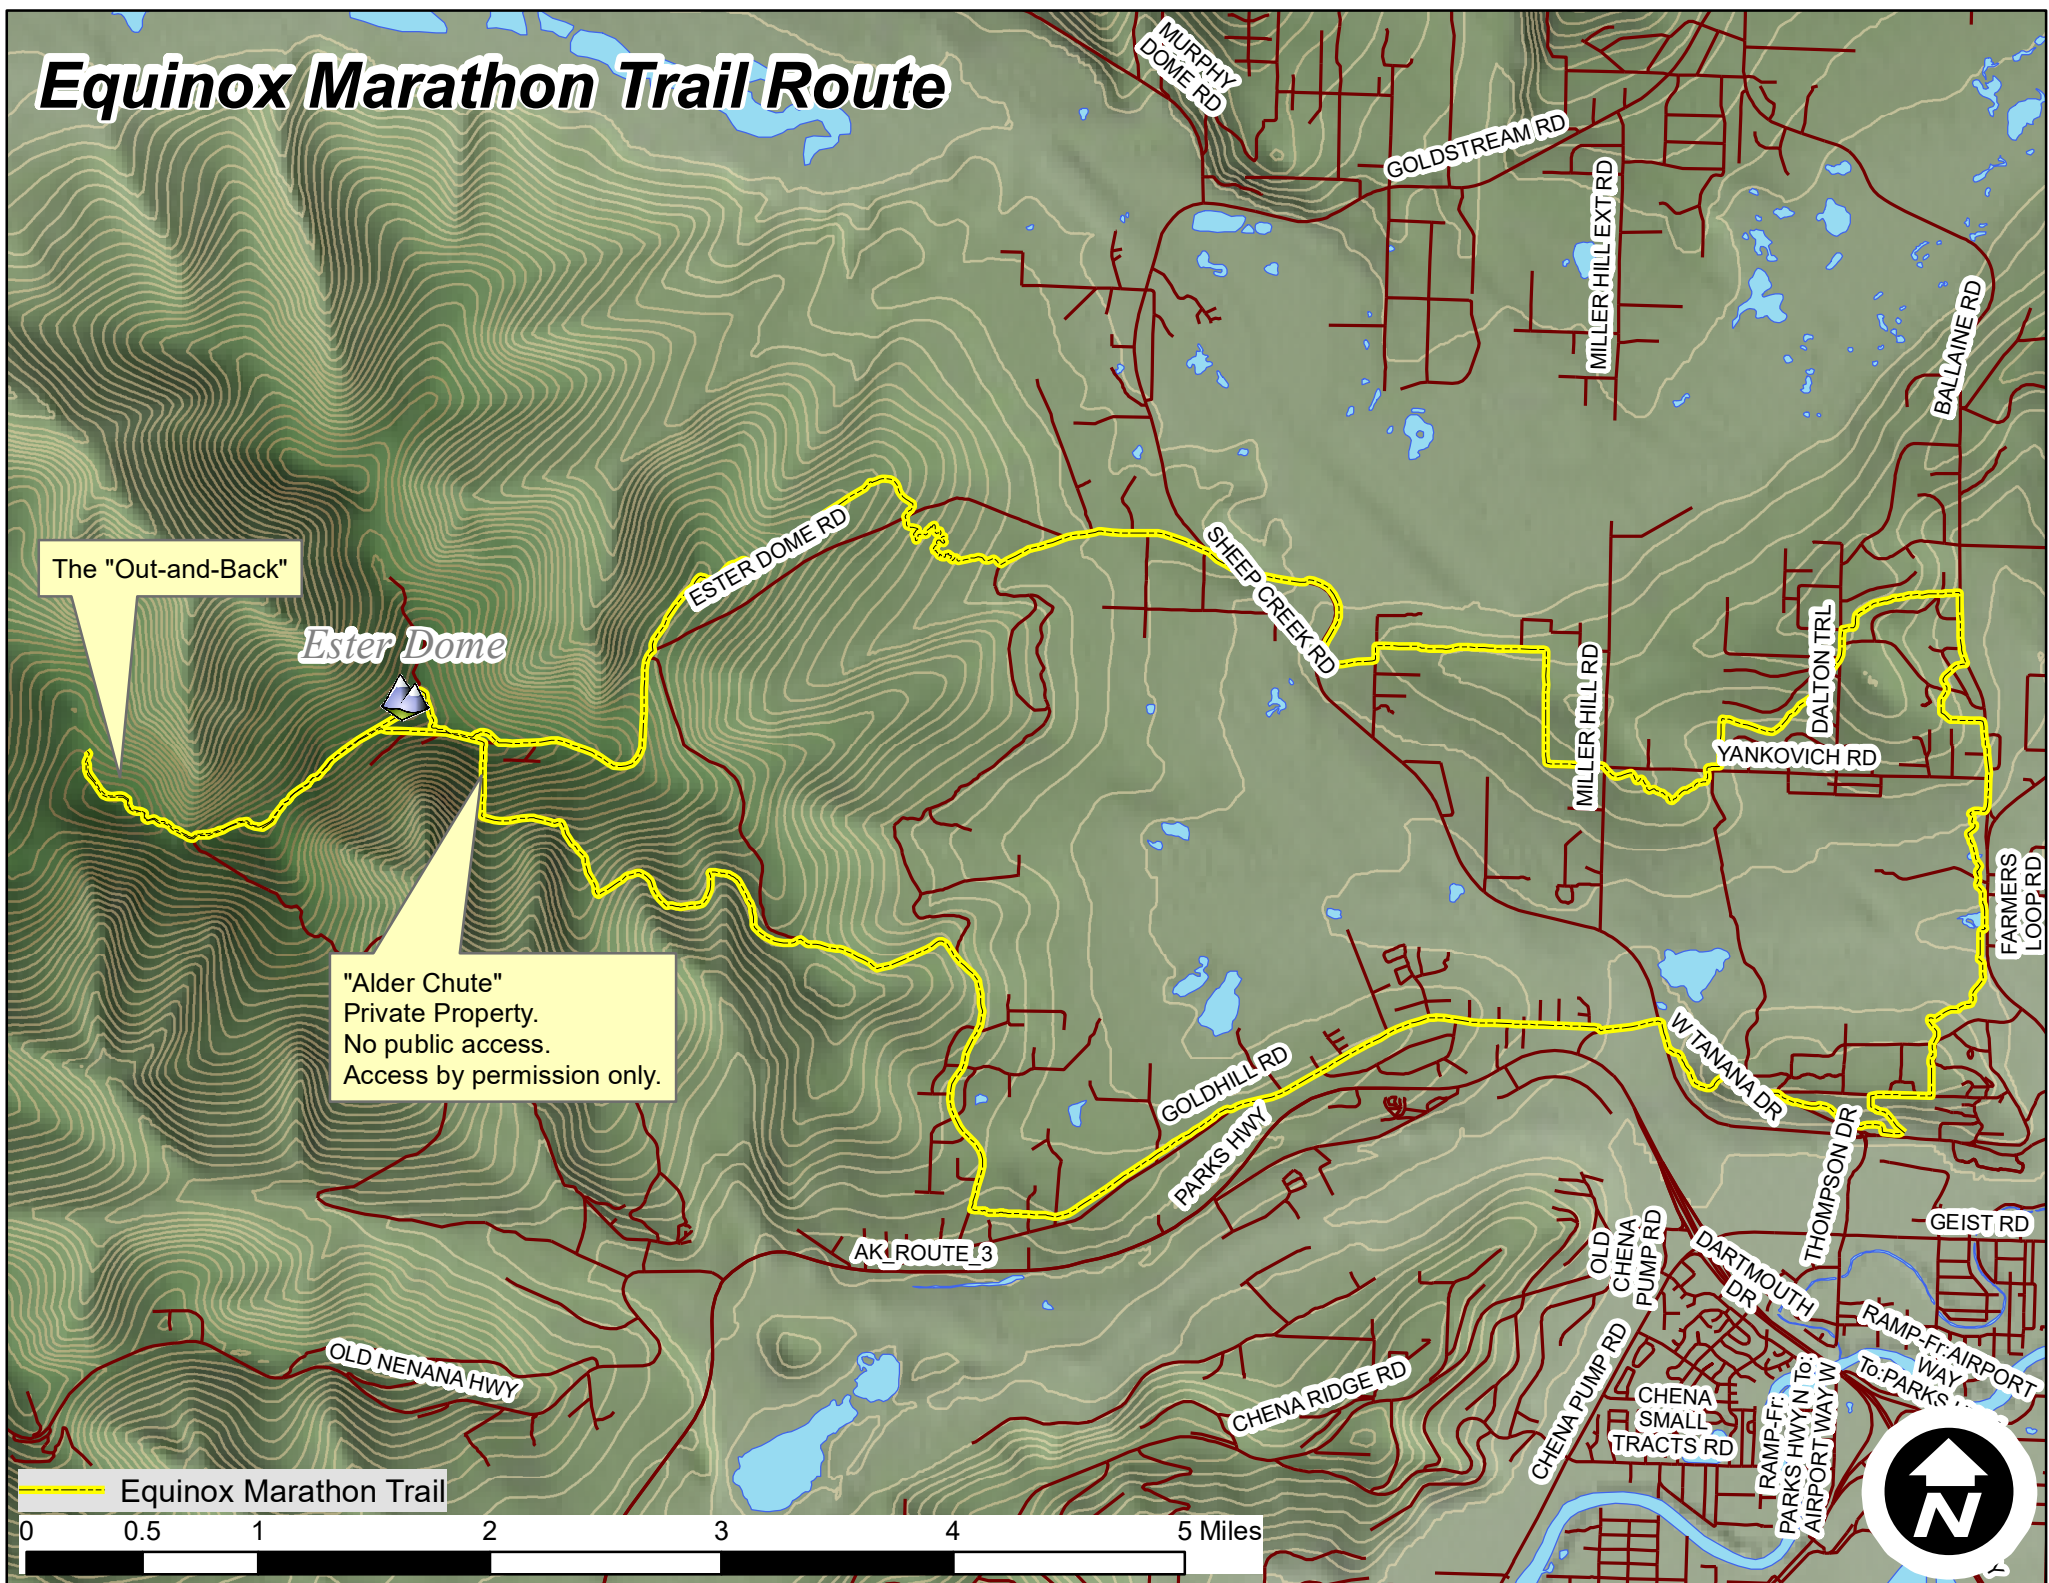 Equinox Marathon Trail Route
MURPHY
DOME RD
GOLDSTREAM RD
MILLER HILL EXT RD
BALLAINE RD
ESTER DOME RD
SHEEP CREEK RD
The "Out-and-Back"
Ester Dome
MILLER HILL RD
DALTON TRL
YANKOVICH RD
FARMERS
LOOP RD
"Alder Chute"
Private Property.
No public access.
Access by permission only.
W TANANA DR
GOLDHILL RD
PARKS HWY
THOMPSON DR
AK_ROUTE_3
GEIST RD
OLD
CHENA
PUMP RD
DARTMOUTH
DR
OLD NENANA HWY
CHENA RIDGE RD
CHENA PUMP RD
CHENA
SMALL
TRACTS RD
RAMP-Fr:
PARKS HWY N To:
AIRPORT WAY W
RAMP-Fr:AIRPORT
WAY
To:PARKS
Equinox Marathon Trail
0 0.5 1 2 3 4 5 Miles
N